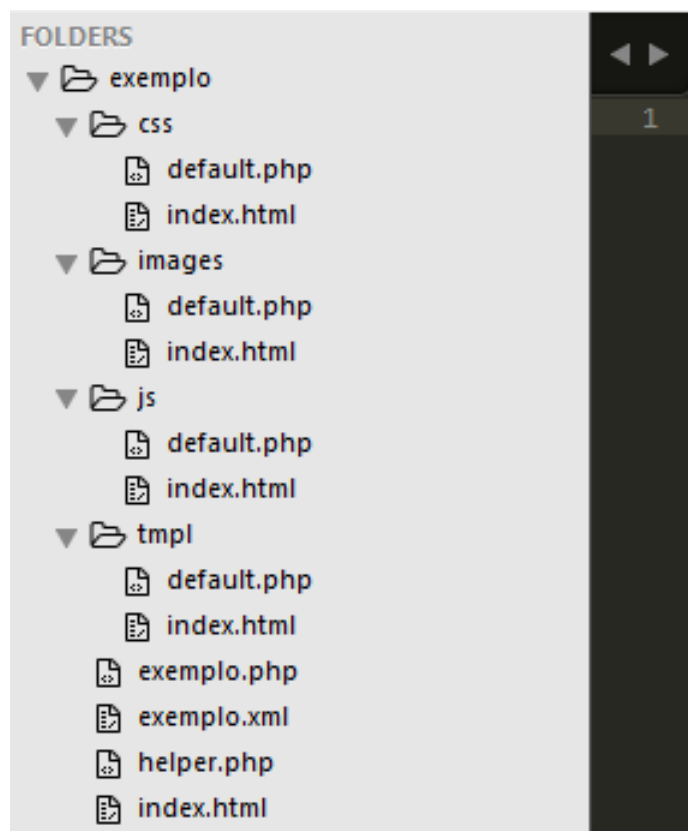 FOLDERS
exemplo
css
default.php
index.html
images
default.php
index.html
js
default.php
index.html
tmpl
default.php
index.html
exemplo.php
exemplo.xml
helper.php
index.html
1